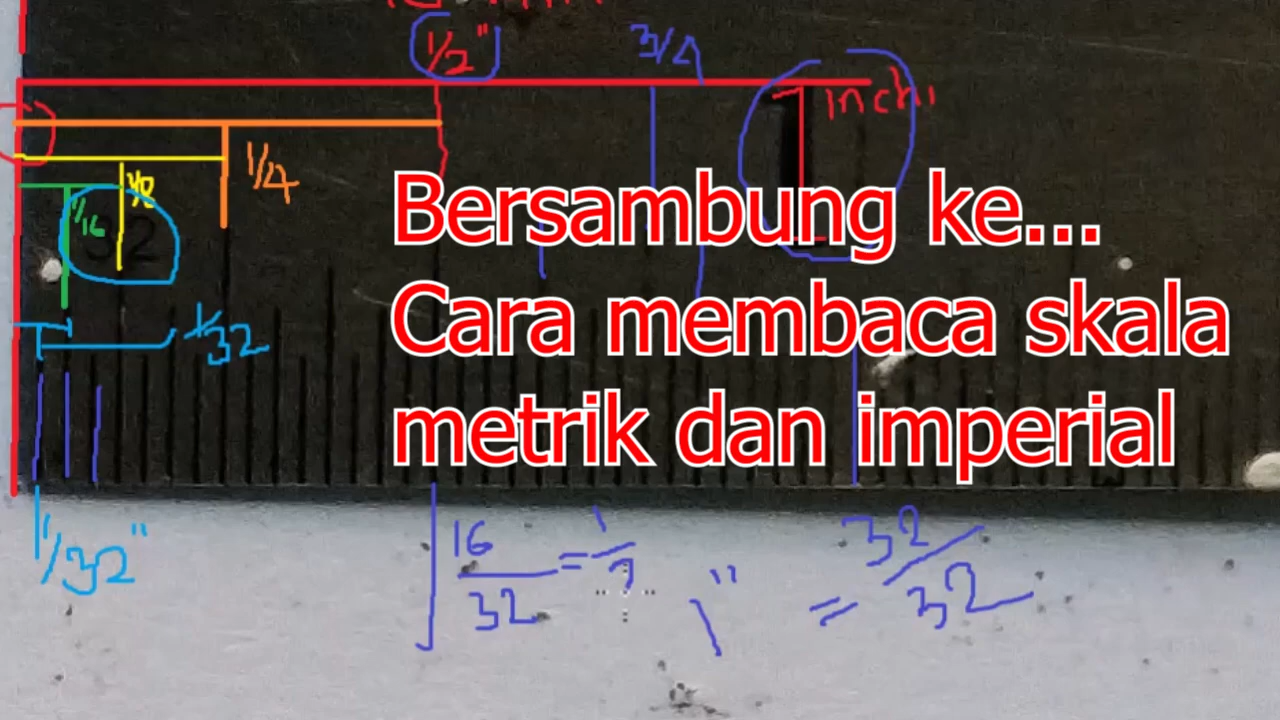 1/2"
3/4
1 inchi
1/4
1/8
1/16
32
Bersambung ke...
Cara membaca skala
metrik dan imperial
1/32
1/32"
16/32 = 1/2
1" = 32/32